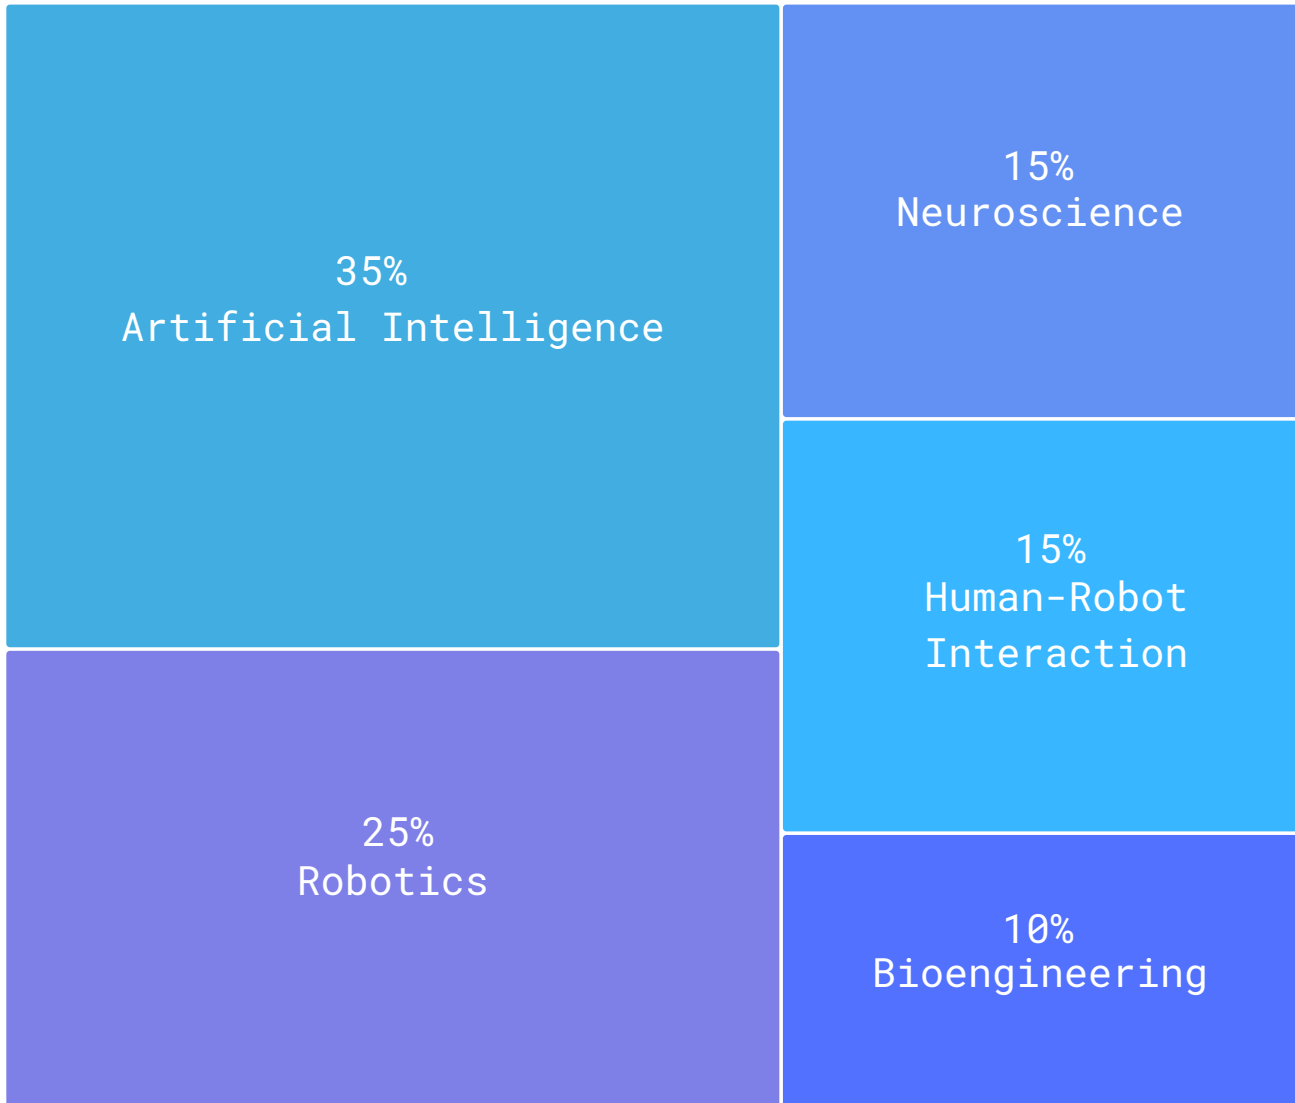 35%
Artificial Intelligence
25%
Robotics
15%
Neuroscience
15%
Human-Robot
Interaction
10%
Bioengineering